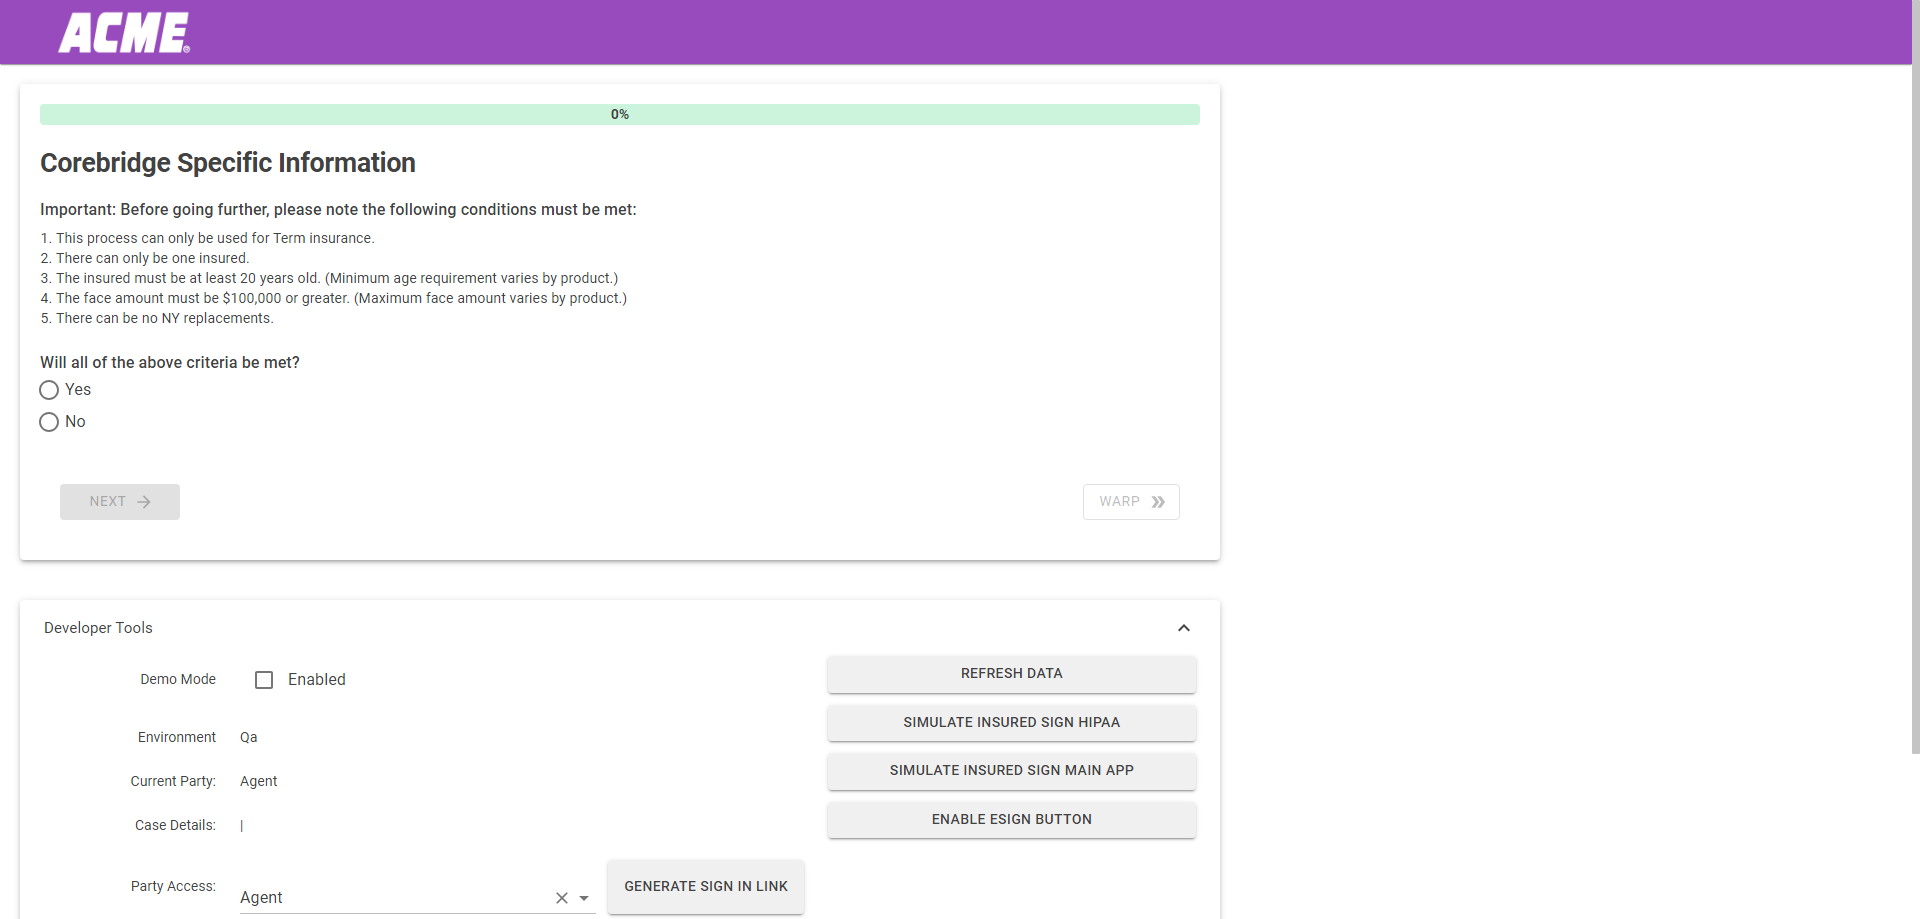 ACME
0%
Corebridge Specific Information
Important: Before going further, please note the following conditions must be met:
1. This process can only be used for Term insurance.
2. There can only be one insured.
3. The insured must be at least 20 years old. (Minimum age requirement varies by product.)
4. The face amount must be $100,000 or greater. (Maximum face amount varies by product.)
5. There can be no NY replacements.
Will all of the above criteria be met?
Yes
No
NEXT
WARP
Developer Tools
Demo Mode Enabled
REFRESH DATA
SIMULATE INSURED SIGN HIPAA
Environment Qa
SIMULATE INSURED SIGN MAIN APP
Current Party: Agent
ENABLE ESIGN BUTTON
Case Details: |
Party Access: Agent
GENERATE SIGN IN LINK